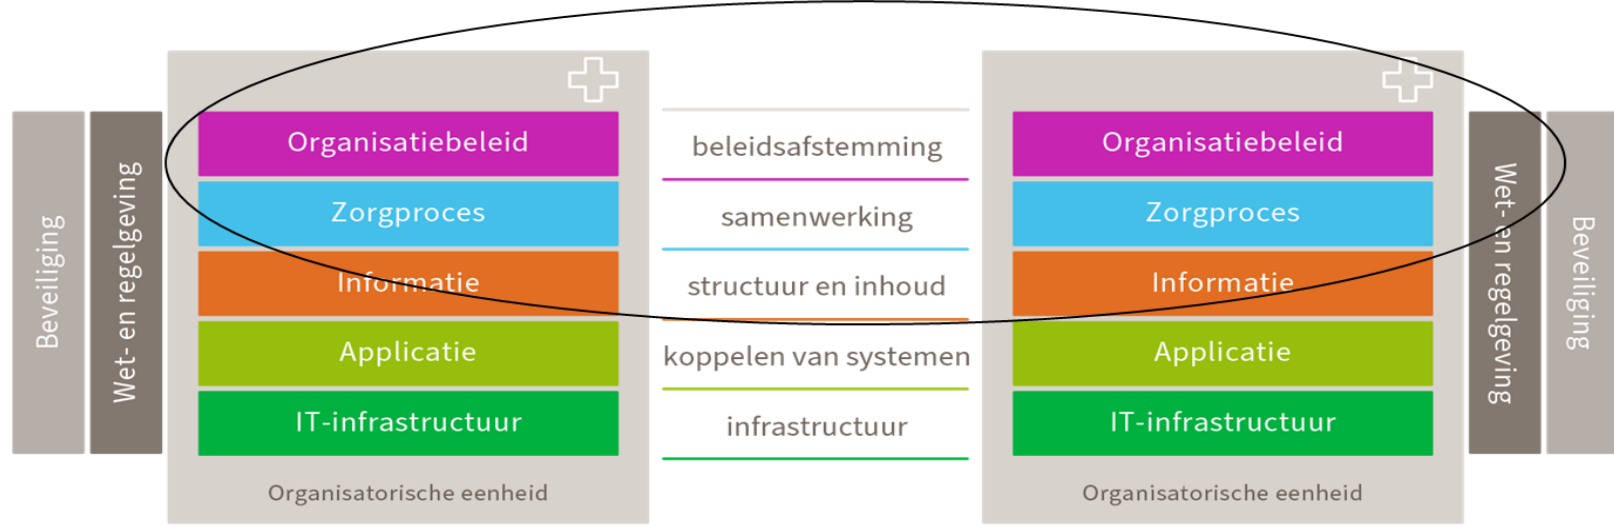 Beveiliging
Wet- en regelgeving
Organisatiebeleid
Zorgproces
Informatie
Applicatie
IT-infrastructuur
Organisatorische eenheid
beleidsafstemming
samenwerking
structuur en inhoud
koppelen van systemen
infrastructuur
Organisatiebeleid
Zorgproces
Informatie
Applicatie
IT-infrastructuur
Organisatorische eenheid
Wet- en regelgeving
Beveiliging